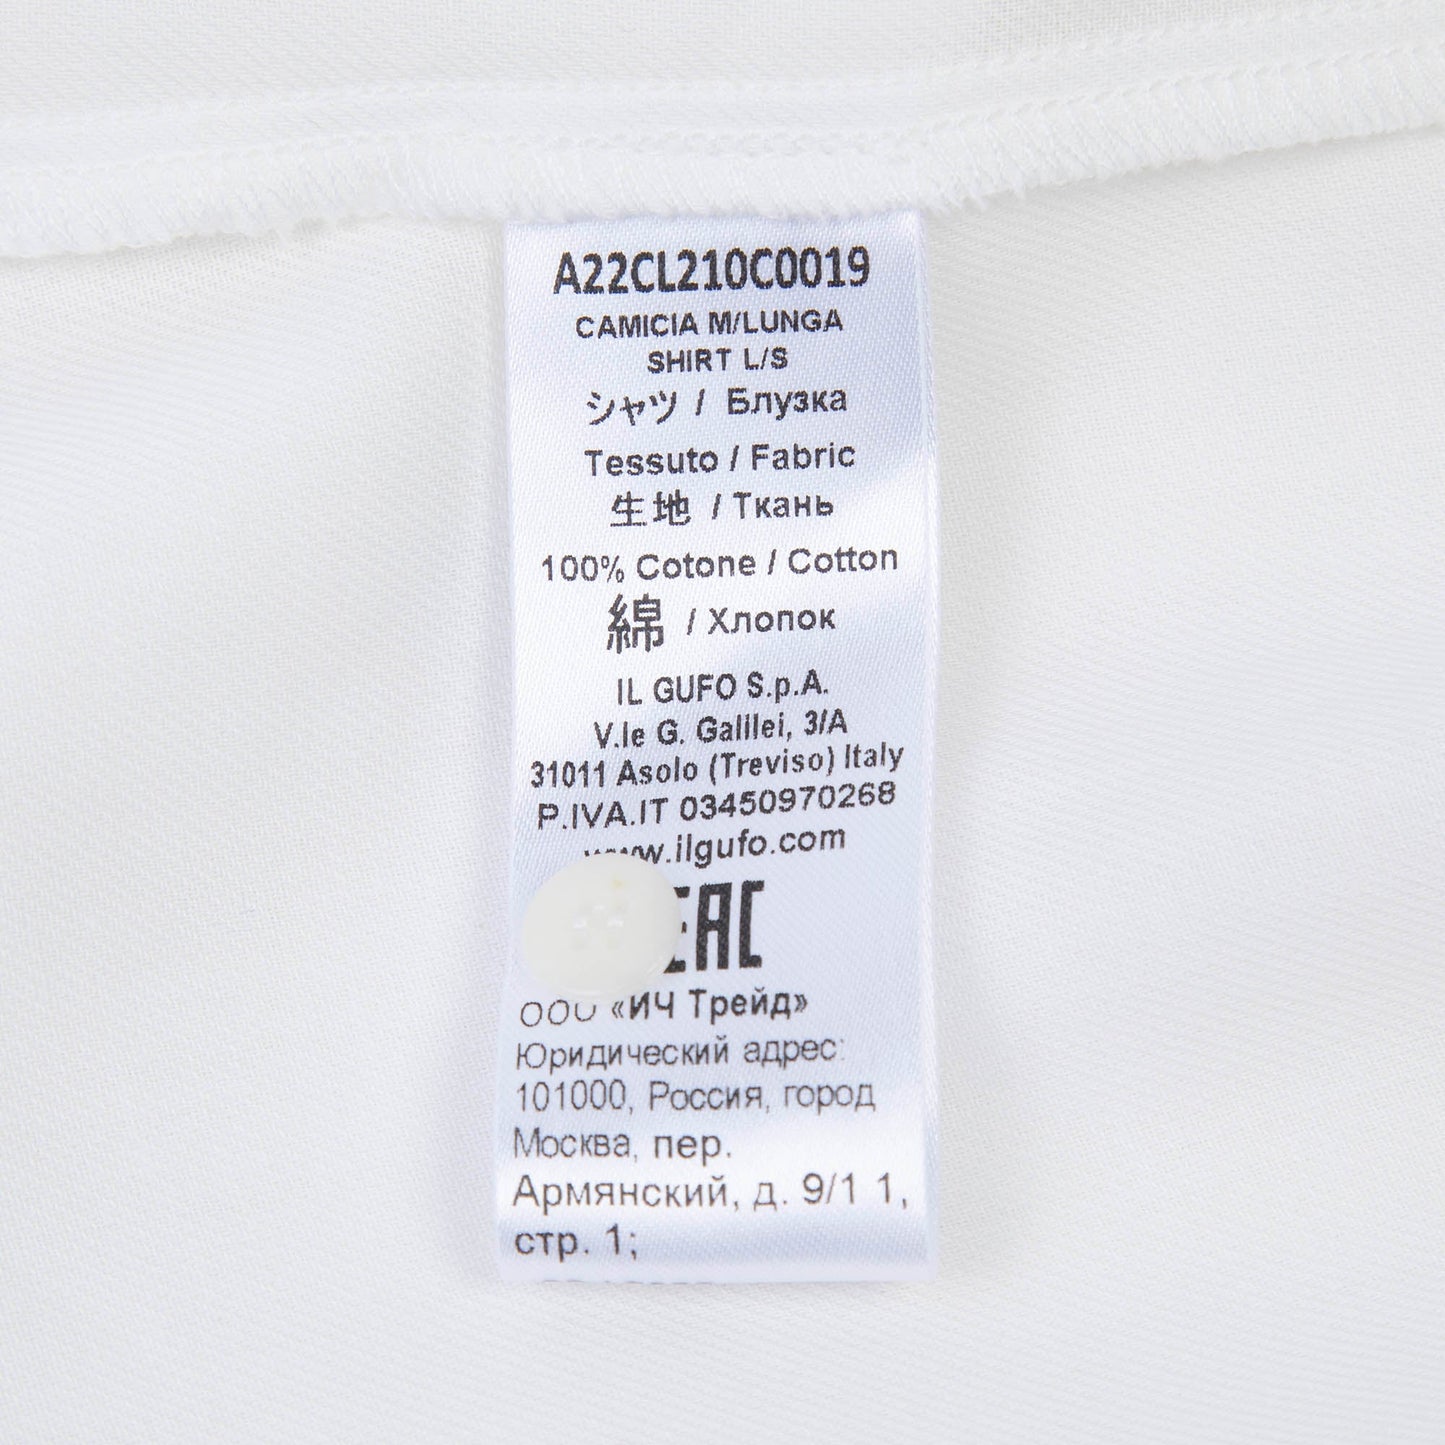 A22CL210C0019
CAMICIA M/LUNGA
SHIRT L/S
シャツ / Блузка
Tessuto / Fabric
生地 / Ткань
100% Cotone / Cotton
綿 / Хлопок
IL GUFO S.p.A.
V.le G. Galilei, 3/A
31011 Asolo (Treviso) Italy
P.IVA.IT 03450970268
www.ilgufo.com
EAC
ООО «ИЧ Трейд»
Юридический адрес:
101000, Россия, город
Москва, пер.
Армянский, д. 9/1 1,
стр. 1;